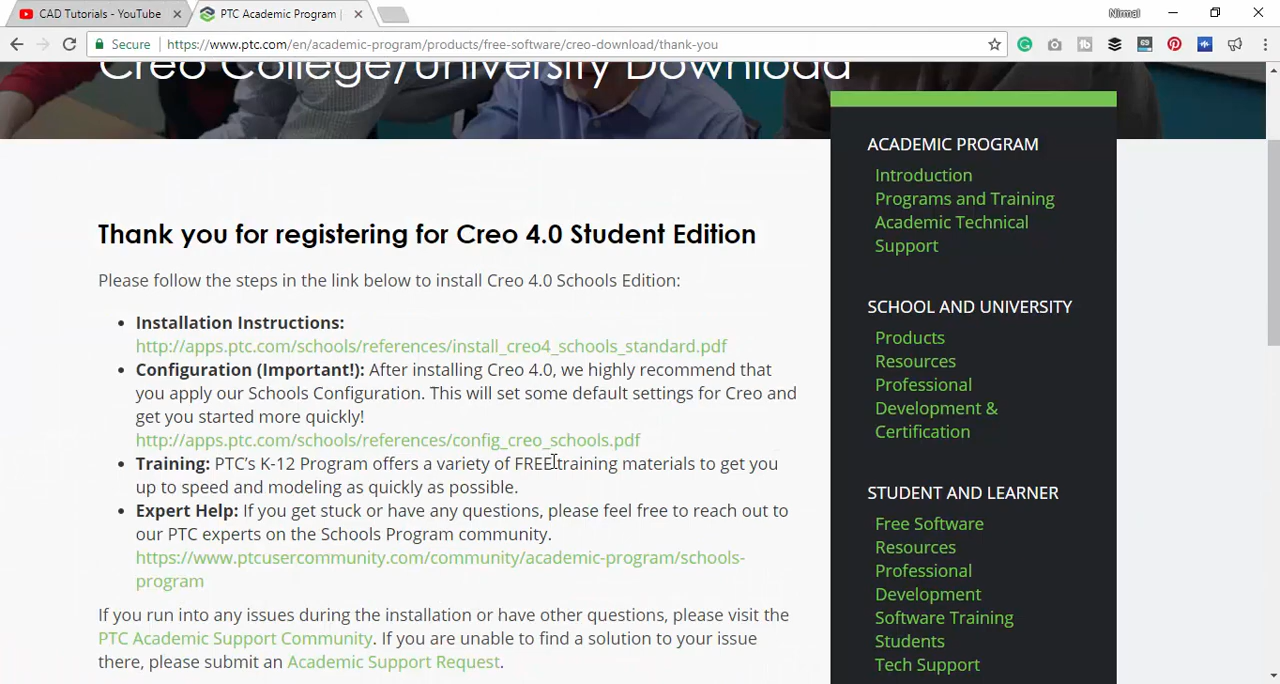 CAD Tutorials - YouTube
PTC Academic Program |
Nirmal
Secure
https://www.ptc.com/en/academic-program/products/free-software/creo-download/thank-you
Creo College/University Download
Thank you for registering for Creo 4.0 Student Edition
Please follow the steps in the link below to install Creo 4.0 Schools Edition:
• Installation Instructions:
http://apps.ptc.com/schools/references/install_creo4_schools_standard.pdf
• Configuration (Important!): After installing Creo 4.0, we highly recommend that
you apply our Schools Configuration. This will set some default settings for Creo and
get you started more quickly!
http://apps.ptc.com/schools/references/config_creo_schools.pdf
• Training: PTC’s K-12 Program offers a variety of FREE training materials to get you
up to speed and modeling as quickly as possible.
• Expert Help: If you get stuck or have any questions, please feel free to reach out to
our PTC experts on the Schools Program community.
https://www.ptcusercommunity.com/community/academic-program/schools-
program
If you run into any issues during the installation or have other questions, please visit the
PTC Academic Support Community. If you are unable to find a solution to your issue
there, please submit an Academic Support Request.
ACADEMIC PROGRAM
Introduction
Programs and Training
Academic Technical
Support
SCHOOL AND UNIVERSITY
Products
Resources
Professional
Development &
Certification
STUDENT AND LEARNER
Free Software
Resources
Professional
Development
Software Training
Students
Tech Support